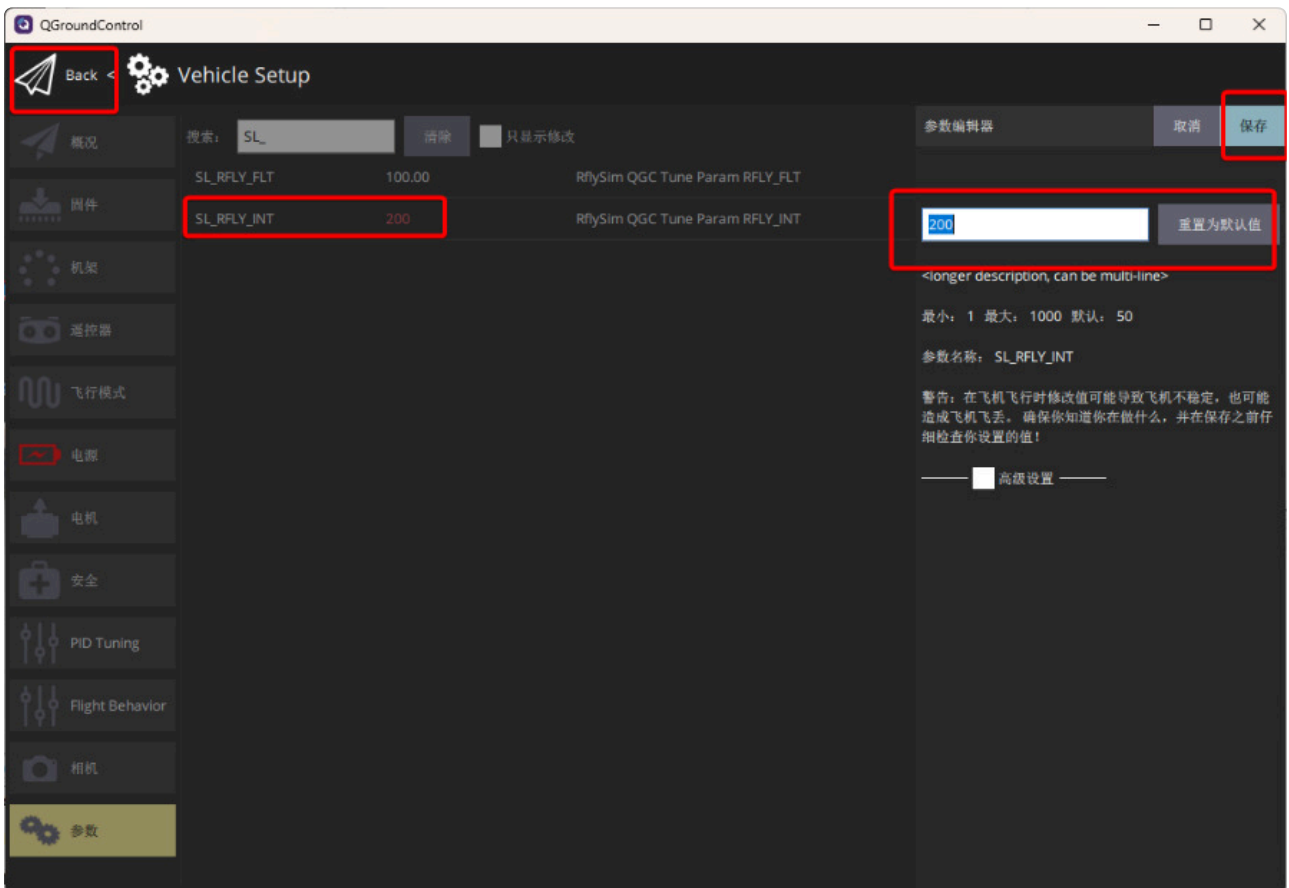 QGroundControl
Back < Vehicle Setup
概况
固件
机架
遥控器
飞行模式
电源
电机
安全
PID Tuning
Flight Behavior
相机
参数
搜索: SL_ 清除 只显示修改
SL_RFLY_FLT 100.00 RflySim QGC Tune Param RFLY_FLT
SL_RFLY_INT 200 RflySim QGC Tune Param RFLY_INT
参数编辑器 取消 保存
200 重置为默认值
<longer description, can be multi-line>
最小: 1 最大: 1000 默认: 50
参数名称: SL_RFLY_INT
警告: 在飞机飞行时修改值可能导致飞机不稳定, 也可能
造成飞机飞丢。 确保你知道你在做什么, 并在保存之前仔
细检查你设置的值!
高级设置